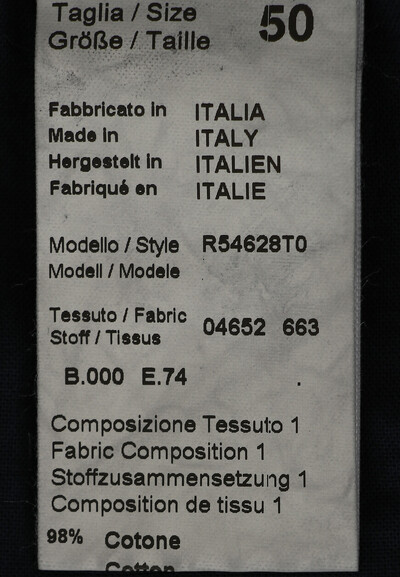 Taglia / Size 50
Größe / Taille
Fabbricato in ITALIA
Made in ITALY
Hergestelt in ITALIEN
Fabriqué en ITALIE
Modello / Style R54628T0
Modell / Modele
Tessuto / Fabric 04652 663
Stoff / Tissus
B.000 E.74
Composizione Tessuto 1
Fabric Composition 1
Stoffzusammensetzung 1
Composition de tissu 1
98% Cotone
Cotton